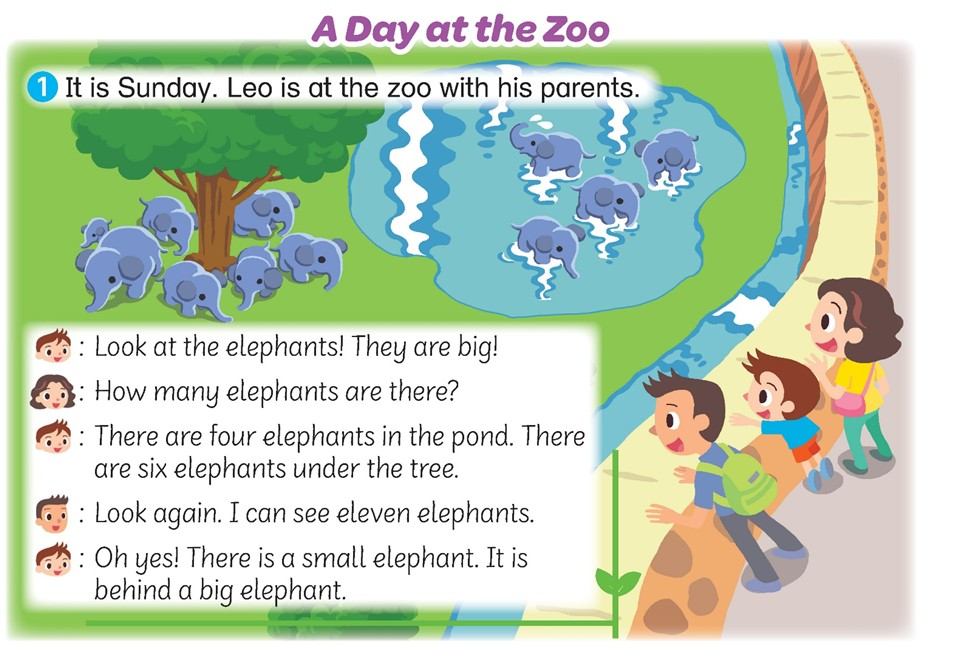 A Day at the Zoo
1 It is Sunday. Leo is at the zoo with his parents.
: Look at the elephants! They are big!
: How many elephants are there?
: There are four elephants in the pond. There
are six elephants under the tree.
: Look again. I can see eleven elephants.
: Oh yes! There is a small elephant. It is
behind a big elephant.